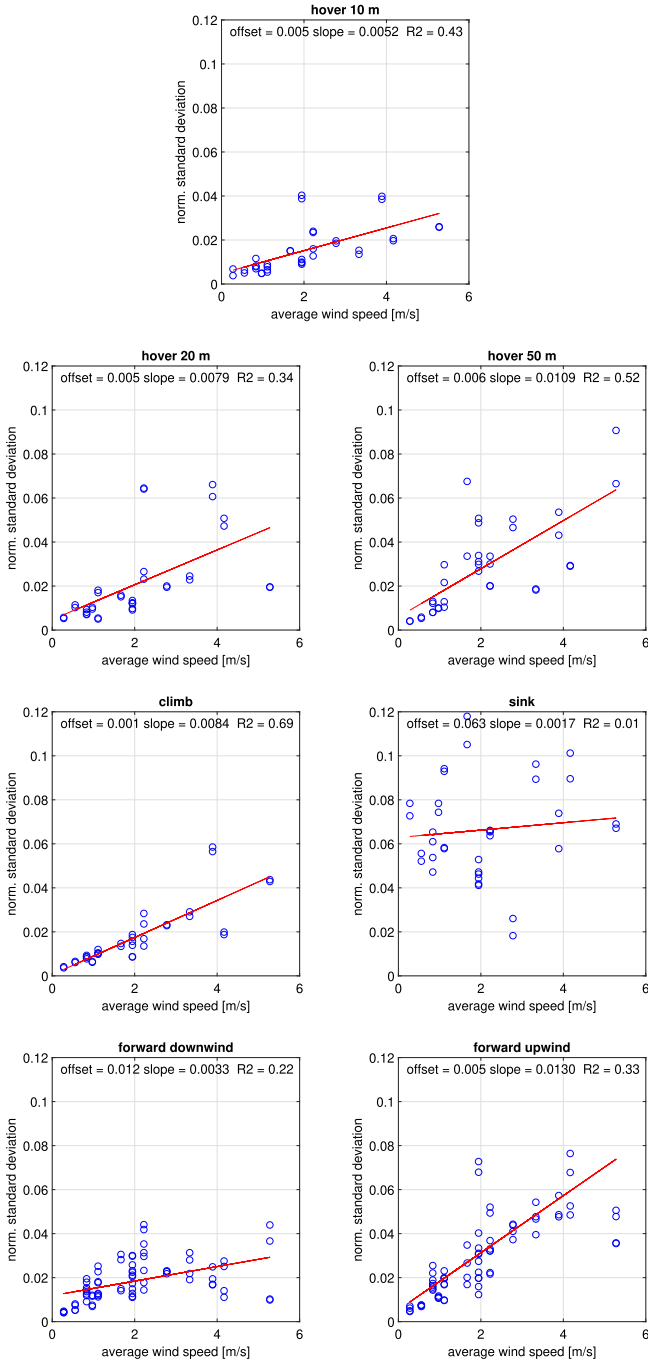 hover 10 m
offset = 0.005 slope = 0.0052 R2 = 0.43
0.12
0.1
0.08
0.06
0.04
0.02
0
norm. standard deviation
0 2 4 6
average wind speed [m/s]
hover 20 m
offset = 0.005 slope = 0.0079 R2 = 0.34
0.12
0.1
0.08
0.06
0.04
0.02
0
norm. standard deviation
0 2 4 6
average wind speed [m/s]
hover 50 m
offset = 0.006 slope = 0.0109 R2 = 0.52
0.12
0.1
0.08
0.06
0.04
0.02
0
norm. standard deviation
0 2 4 6
average wind speed [m/s]
climb
offset = 0.001 slope = 0.0084 R2 = 0.69
0.12
0.1
0.08
0.06
0.04
0.02
0
norm. standard deviation
0 2 4 6
average wind speed [m/s]
sink
offset = 0.063 slope = 0.0017 R2 = 0.01
0.12
0.1
0.08
0.06
0.04
0.02
0
norm. standard deviation
0 2 4 6
average wind speed [m/s]
forward downwind
offset = 0.012 slope = 0.0033 R2 = 0.22
0.12
0.1
0.08
0.06
0.04
0.02
0
norm. standard deviation
0 2 4 6
average wind speed [m/s]
forward upwind
offset = 0.005 slope = 0.0130 R2 = 0.33
0.12
0.1
0.08
0.06
0.04
0.02
0
norm. standard deviation
0 2 4 6
average wind speed [m/s]